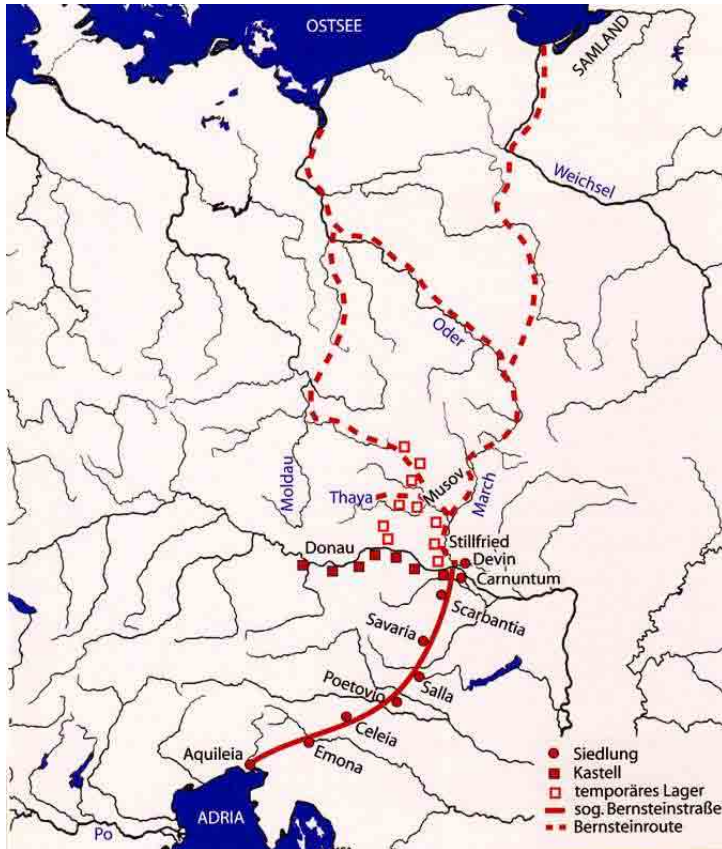 OSTSEE
SAMLAND
Weichsel
Oder
Moldau
Thaya
Musov
March
Stillfried
Donau
Devin
Carnuntum
Scarbantia
Savaria
Salla
Poetovio
Celeia
Emona
Aquileia
ADRIA
Po
Siedlung
Kastell
temporäres Lager
sog. Bernsteinstraße
Bernsteinroute